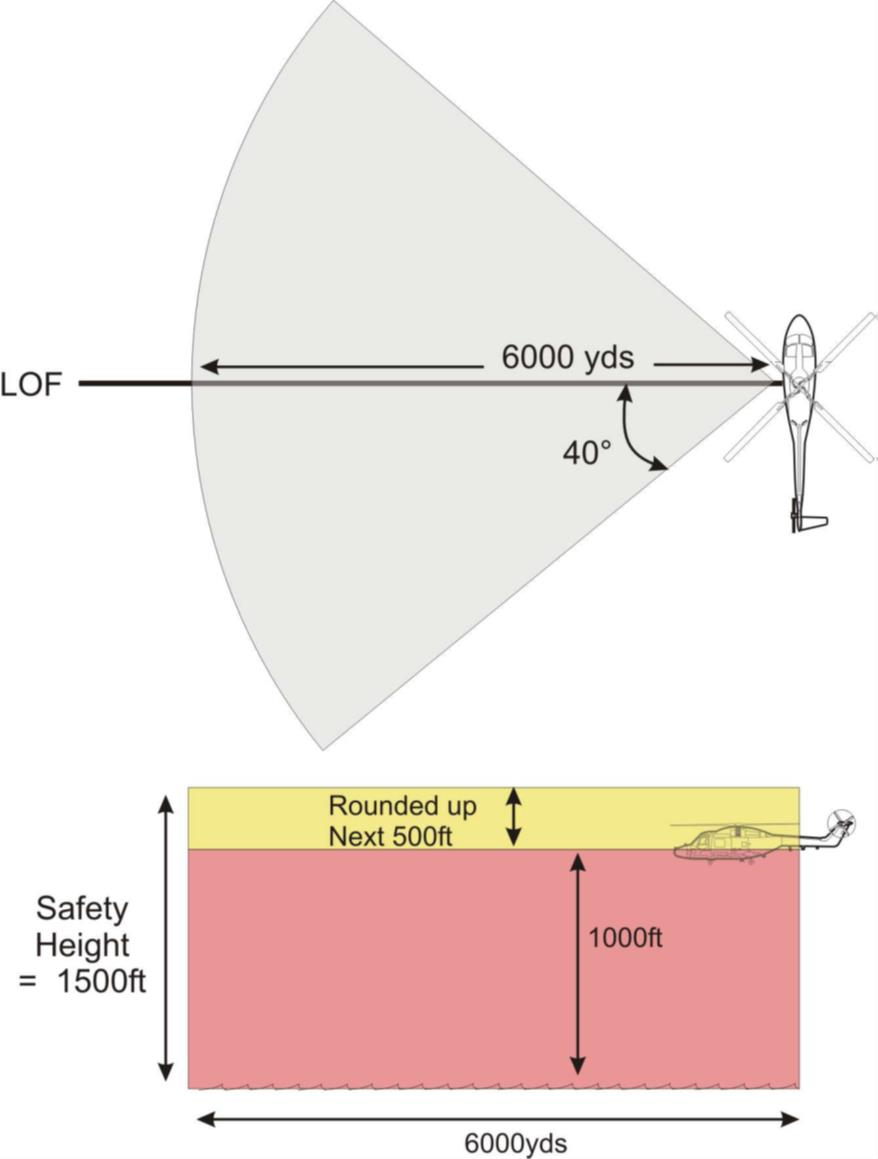 6000 yds
LOF
40°
Rounded up
Next 500ft
Safety
Height
= 1500ft
1000ft
6000yds